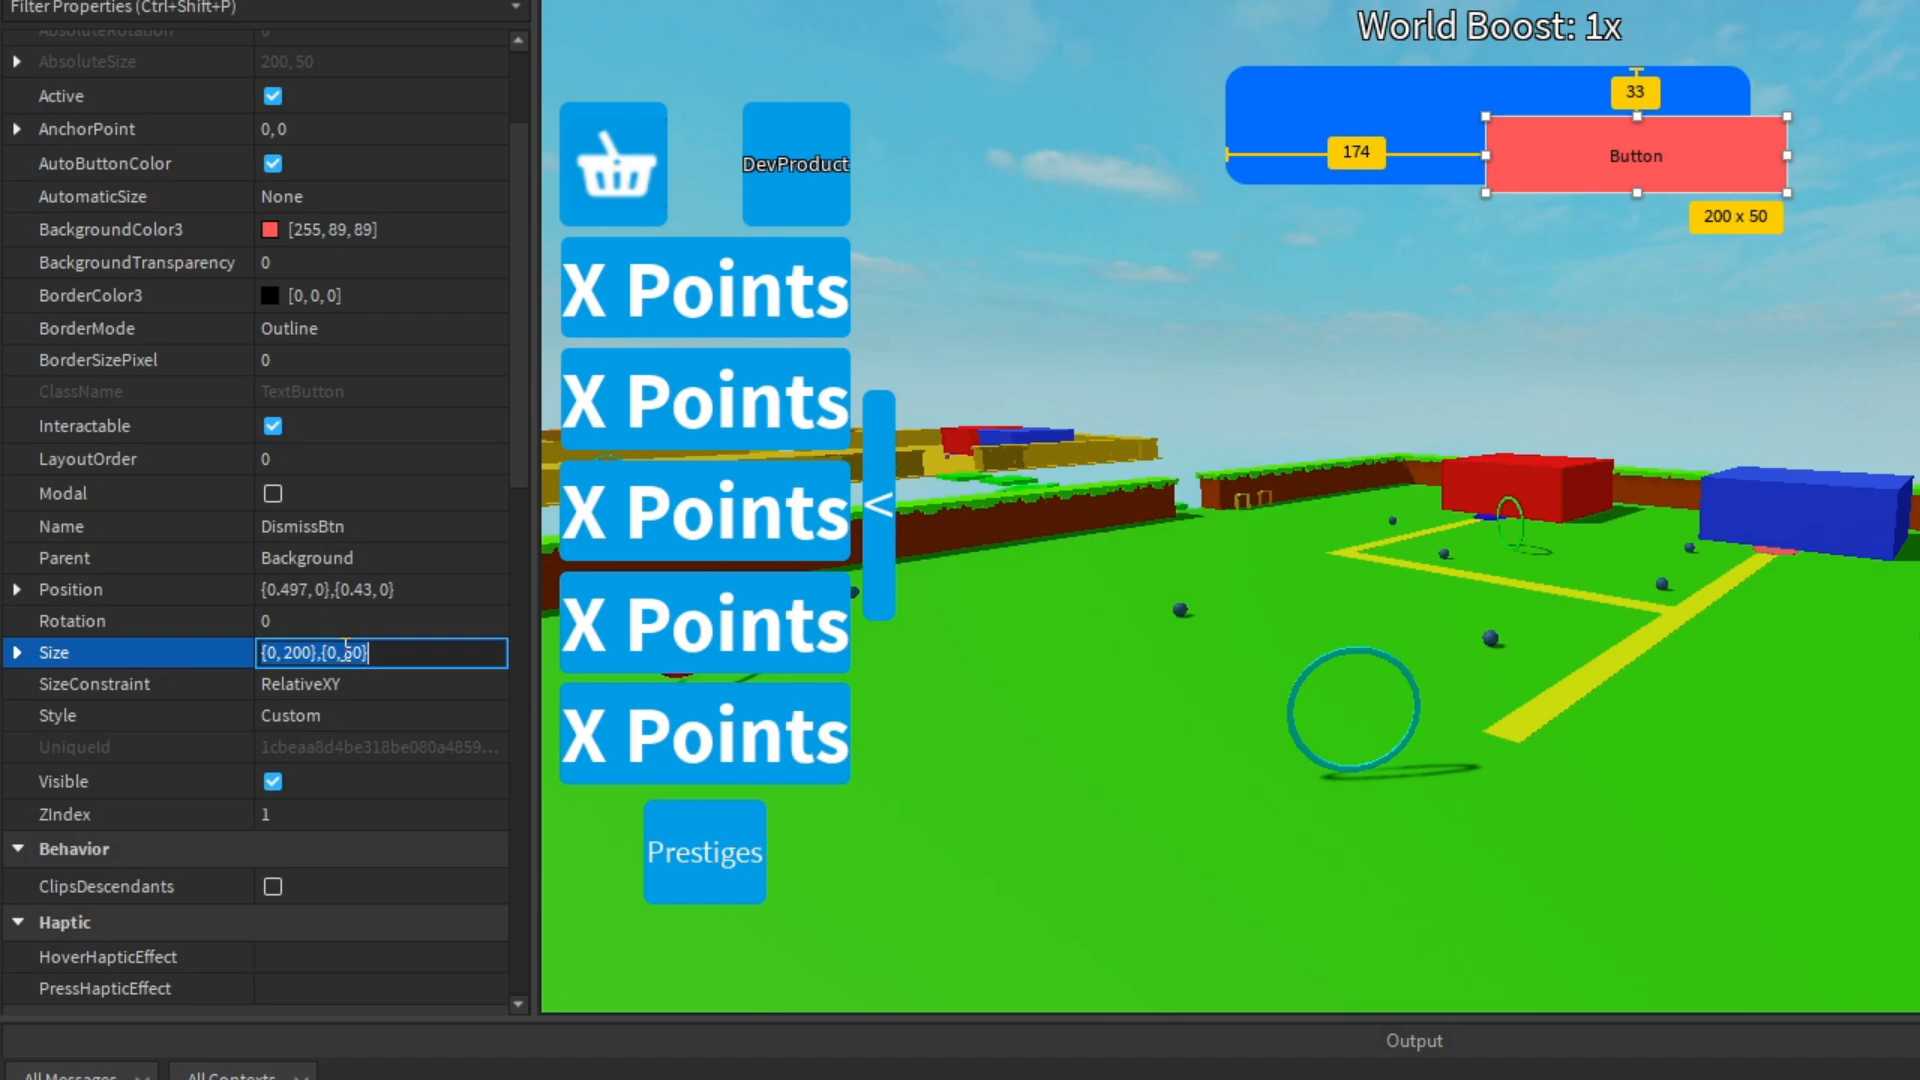 Filter Properties (Ctrl+Shift+P)
AbsoluteRotation 0
AbsoluteSize 200, 50
Active
AnchorPoint 0, 0
AutoButtonColor
AutomaticSize None
BackgroundColor3 [255, 89, 89]
BackgroundTransparency 0
BorderColor3 [0, 0, 0]
BorderMode Outline
BorderSizePixel 0
ClassName TextButton
Interactable
LayoutOrder 0
Modal
Name DismissBtn
Parent Background
Position {0.497, 0},{0.43, 0}
Rotation 0
Size {0, 200},{0, 50}
SizeConstraint RelativeXY
Style Custom
UniqueId 1cbeaa8d4be318be080a4859...
Visible
ZIndex 1
Behavior
ClipsDescendants
Haptic
HoverHapticEffect
PressHapticEffect
World Boost: 1x
33
174
Button
200 x 50
DevProduct
X Points
X Points
X Points
<
X Points
X Points
Prestiges
Output
All Messages
All Contexts